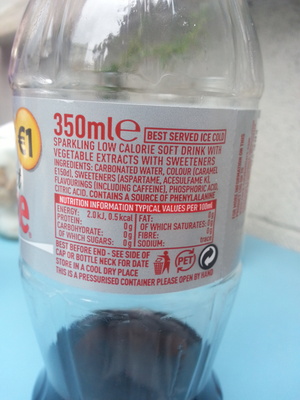 €1
350ml e
BEST SERVED ICE COLD
SPARKLING LOW CALORIE SOFT DRINK WITH
VEGETABLE EXTRACTS WITH SWEETENERS
INGREDIENTS: CARBONATED WATER, COLOUR (CARAMEL
E150d), SWEETENERS (ASPARTAME, ACESULFAME K),
FLAVOURINGS (INCLUDING CAFFEINE), PHOSPHORIC ACID,
CITRIC ACID. CONTAINS A SOURCE OF PHENYLALANINE.
NUTRITION INFORMATION TYPICAL VALUES PER 100ml
ENERGY: 2.0kJ, 0.5kcal FAT: 0g
PROTEIN: 0g OF WHICH SATURATES: 0g
CARBOHYDRATE: 0g FIBRE: 0g
OF WHICH SUGARS: 0g SODIUM: trace
BEST BEFORE END - SEE SIDE OF
CAP OR BOTTLE NECK FOR DATE
STORE IN A COOL DRY PLACE
THIS IS A PRESSURISED CONTAINER PLEASE OPEN BY HAND
PET